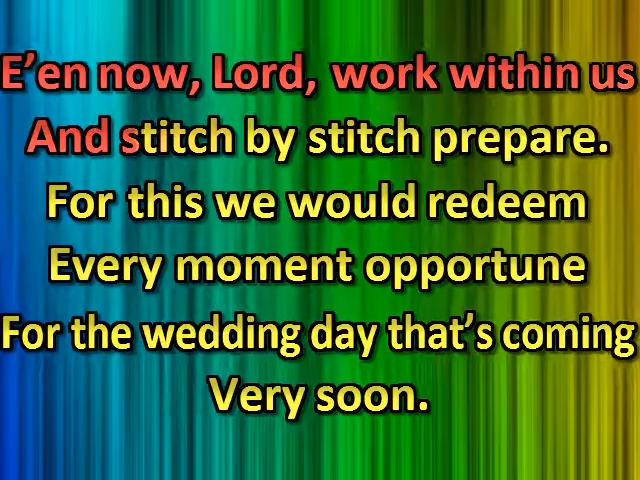 E’en now, Lord, work within us
And stitch by stitch prepare.
For this we would redeem
Every moment opportune
For the wedding day that’s coming
Very soon.